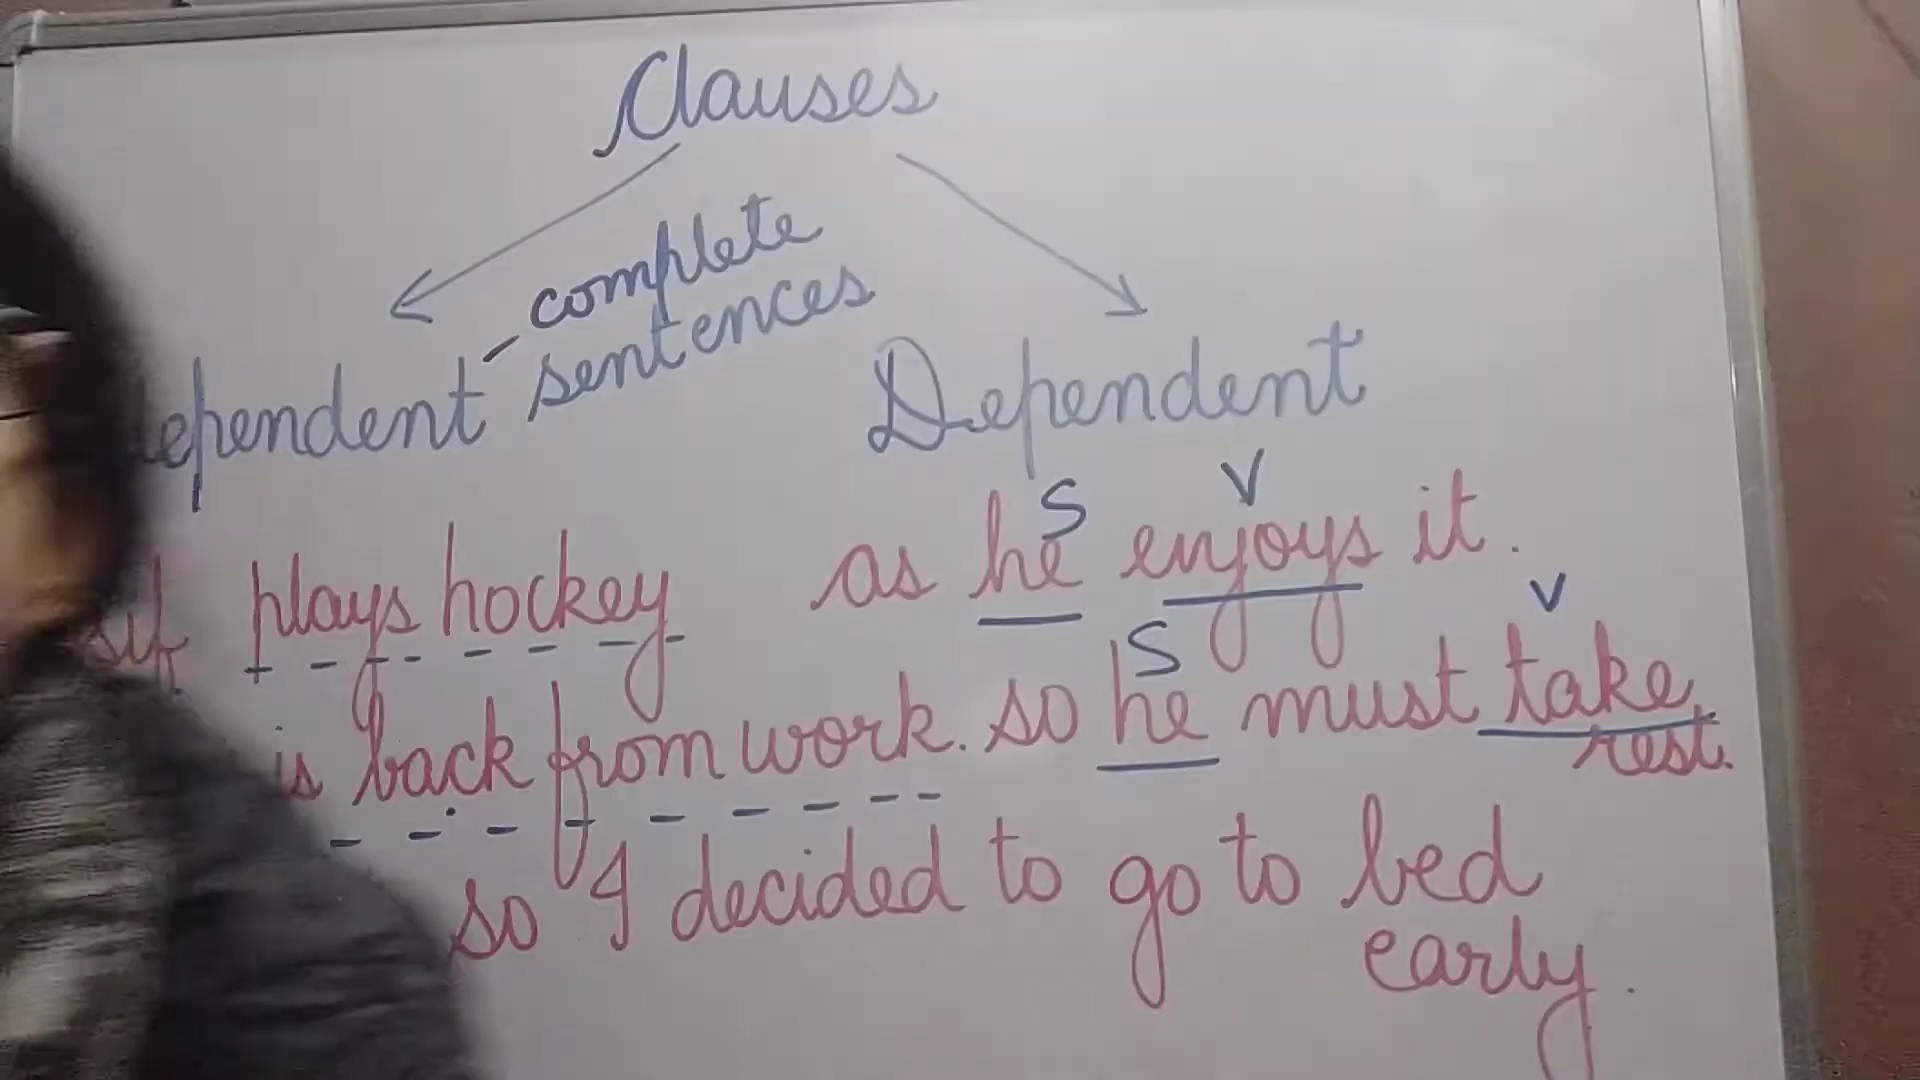 Clauses
complete
sentences
ependent - Dependent
S V
plays hockey as he enjoys it.
S V
is back from work. so he must take
rest.
so I decided to go to bed
early.